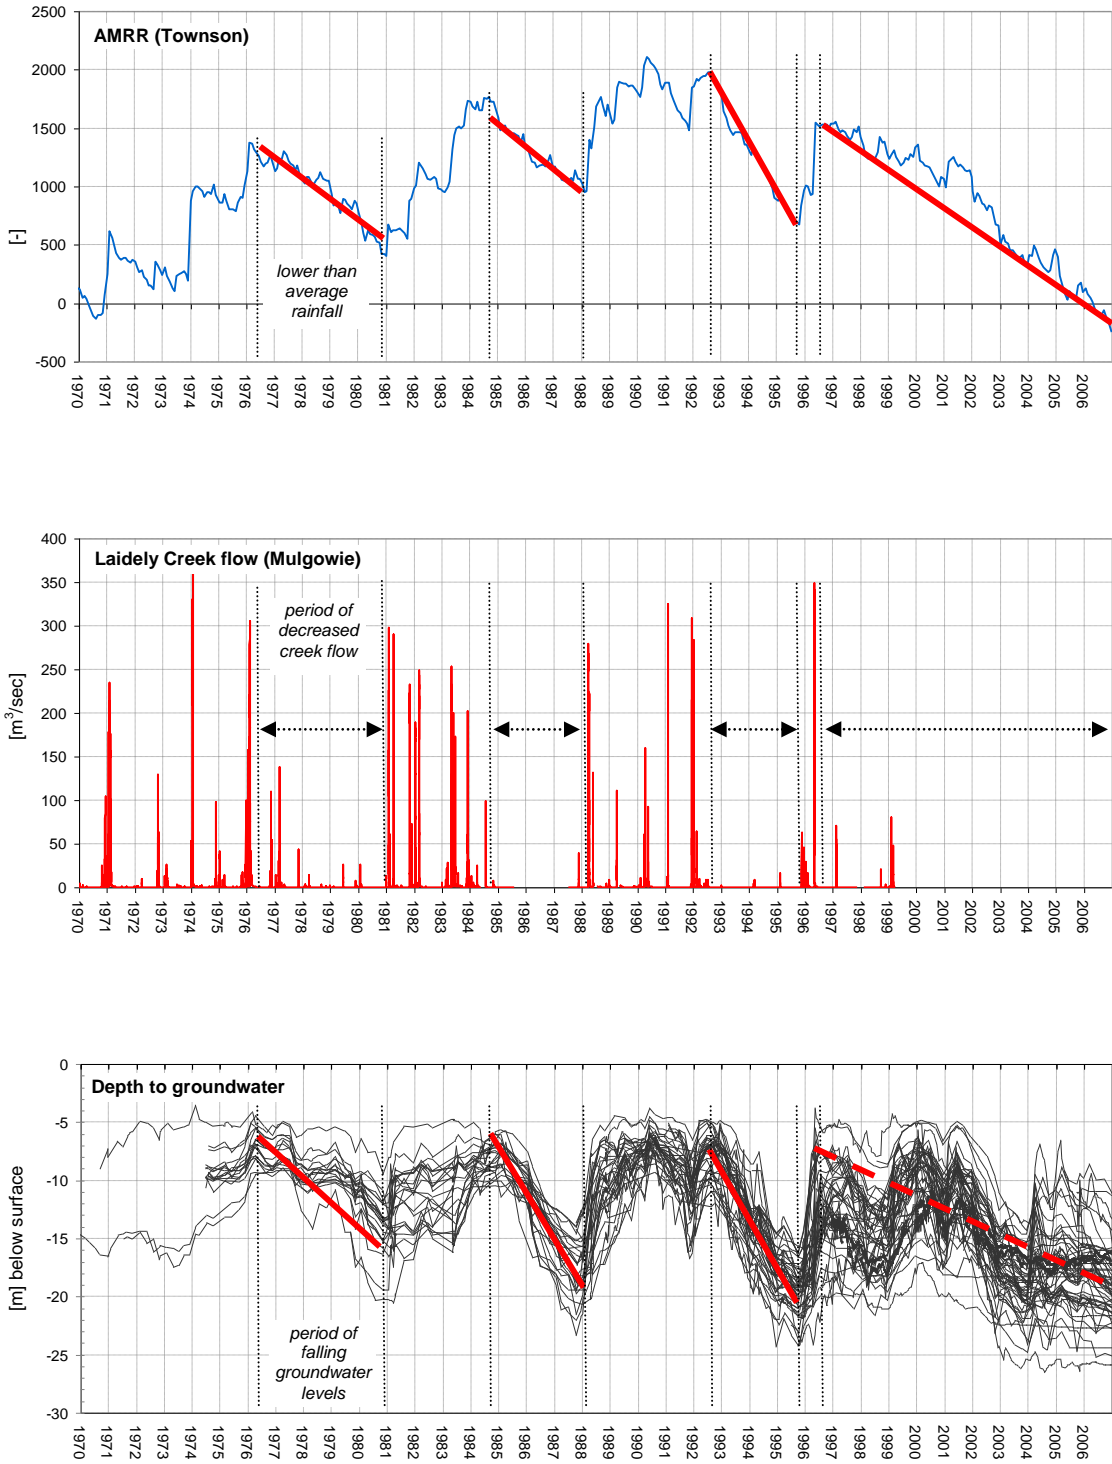 AMRR (Townson)
2500
2000
1500
1000
500
0
-500
[-]
lower than
average
rainfall
1970 1971 1972 1973 1974 1975 1976 1977 1978 1979 1980 1981 1982 1983 1984 1985 1986 1987 1988 1989 1990 1991 1992 1993 1994 1995 1996 1997 1998 1999 2000 2001 2002 2003 2004 2005 2006
Laidely Creek flow (Mulgowie)
400
350
300
250
200
150
100
50
0
[m³/sec]
period of
decreased
creek flow
1970 1971 1972 1973 1974 1975 1976 1977 1978 1979 1980 1981 1982 1983 1984 1985 1986 1987 1988 1989 1990 1991 1992 1993 1994 1995 1996 1997 1998 1999 2000 2001 2002 2003 2004 2005 2006
Depth to groundwater
0
-5
-10
-15
-20
-25
-30
[m] below surface
period of
falling
groundwater
levels
1970 1971 1972 1973 1974 1975 1976 1977 1978 1979 1980 1981 1982 1983 1984 1985 1986 1987 1988 1989 1990 1991 1992 1993 1994 1995 1996 1997 1998 1999 2000 2001 2002 2003 2004 2005 2006